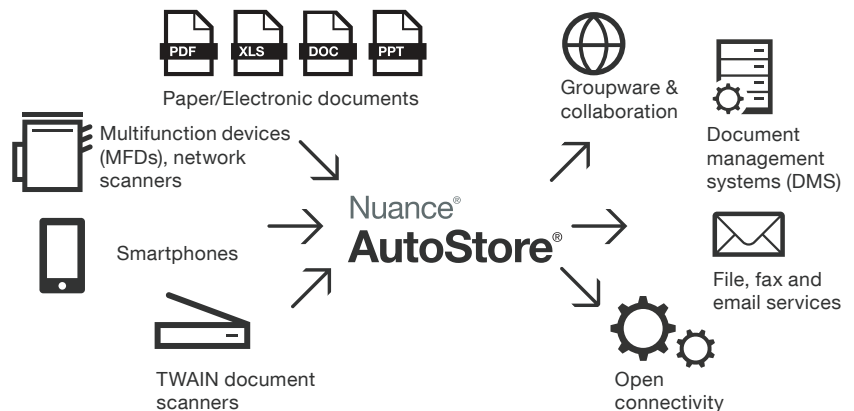 PDF
XLS
DOC
PPT
Paper/Electronic documents
Multifunction devices
(MFDs), network
scanners
Smartphones
TWAIN document
scanners
Nuance®
AutoStore®
Groupware &
collaboration
Document
management
systems (DMS)
File, fax and
email services
Open
connectivity